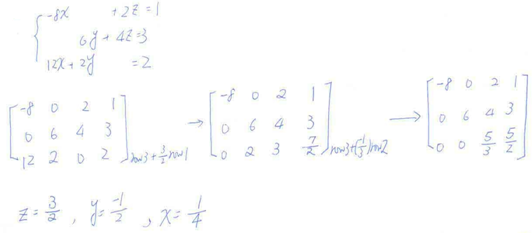 -8x +2z=1
6y+4z=3
12x+2y =2
[-8 0 2 1
0 6 4 3
12 2 0 2] row3+3/2row1 → [-8 0 2 1
0 6 4 3
0 2 3 7/2] row3+(-1/3)row2 → [-8 0 2 1
0 6 4 3
0 0 5/3 5/2]
z=3/2, y=-1/2, x=1/4